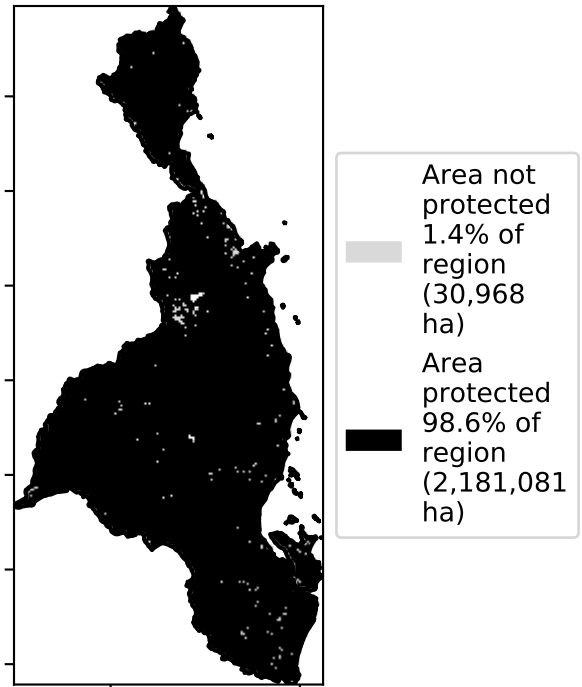 Area not
protected
1.4% of
region
(30,968
ha)
Area
protected
98.6% of
region
(2,181,081
ha)